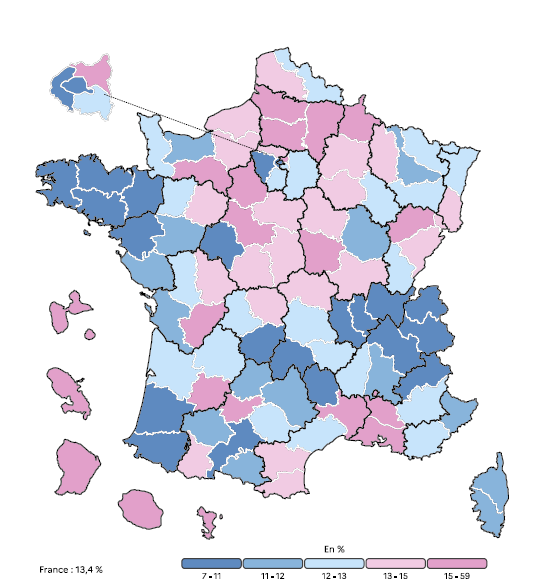 En %
France : 13,4 %
7 - 11
11 - 12
12 - 13
13 - 15
15 - 59